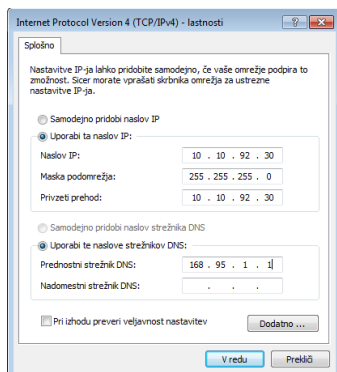 Internet Protocol Version 4 (TCP/IPv4) - lastnosti
Splošno
Nastavitve IP-ja lahko pridobite samodejno, če vaše omrežje podpira to
zmožnost. Sicer morate vprašati skrbnika omrežja za ustrezne
nastavitve IP-ja.
Samodejno pridobi naslov IP
Uporabi ta naslov IP:
Naslov IP: 10 . 10 . 92 . 30
Maska podomrežja: 255 . 255 . 255 . 0
Privzeti prehod: 10 . 10 . 92 . 30
Samodejno pridobi naslov strežnika DNS
Uporabi te naslove strežnikov DNS:
Prednostni strežnik DNS: 168 . 95 . 1 . 1
Nadomestni strežnik DNS: . . .
Pri izhodu preveri veljavnost nastavitev
Dodatno ...
V redu Prekliči